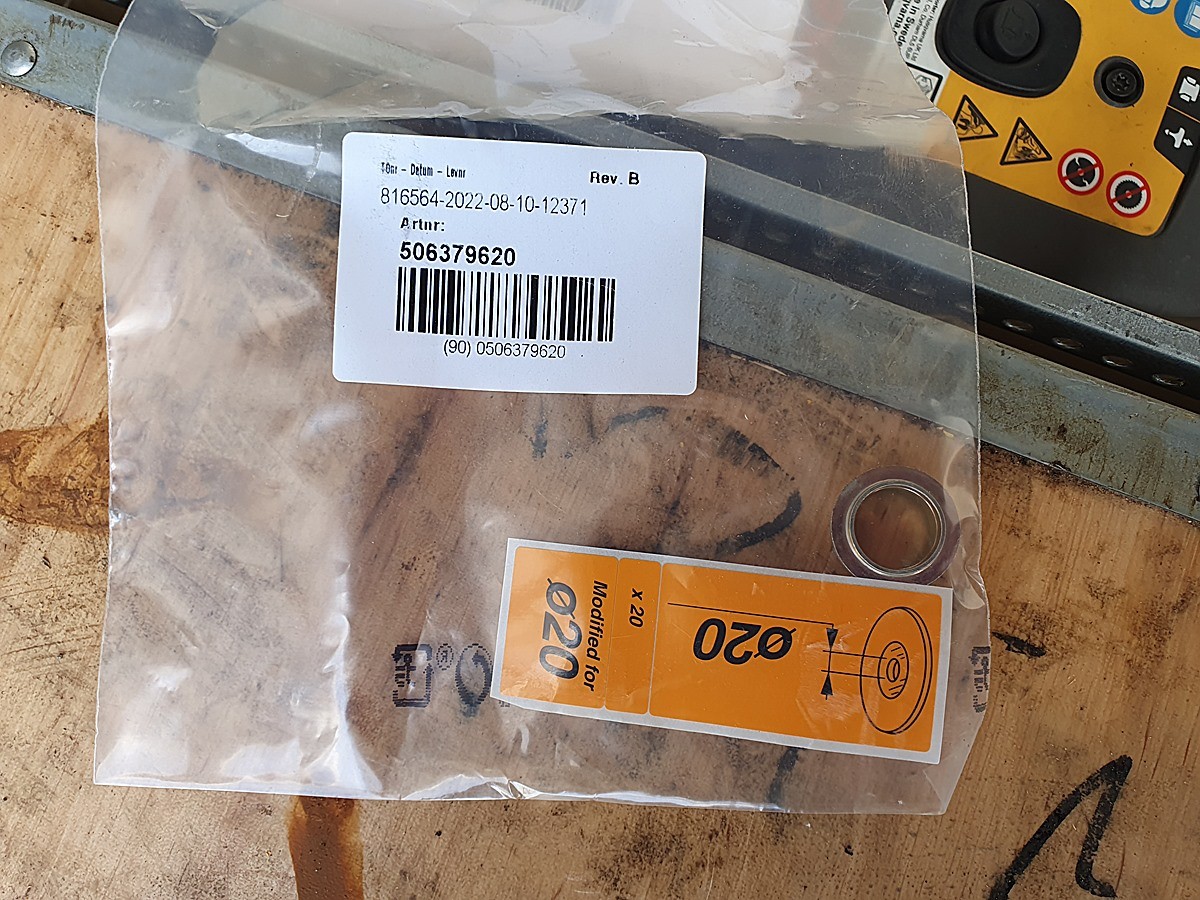 TOnr - Datum - Levnr
Rev. B
816564-2022-08-10-12371
Artnr:
506379620
(90) 0506379620
Modified for
ø20
x 20
ø20